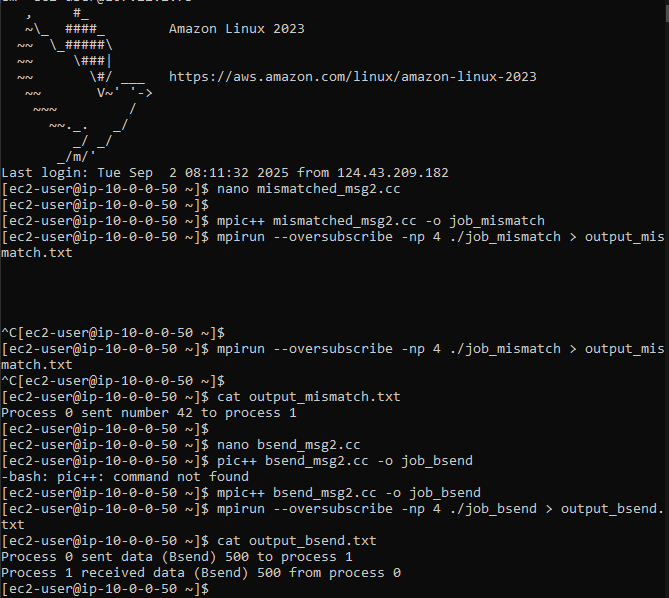 ,     #_
~\_  ####_        Amazon Linux 2023
~~  \_#####\
~~     \###|
~~       \#/ ___   https://aws.amazon.com/linux/amazon-linux-2023
~~       V~' '->
~~~         /
~~._.   _/
_/ _/
_/m/'
Last login: Tue Sep  2 08:11:32 2025 from 124.43.209.182
[ec2-user@ip-10-0-0-50 ~]$ nano mismatched_msg2.cc
[ec2-user@ip-10-0-0-50 ~]$
[ec2-user@ip-10-0-0-50 ~]$ mpic++ mismatched_msg2.cc -o job_mismatch
[ec2-user@ip-10-0-0-50 ~]$ mpirun --oversubscribe -np 4 ./job_mismatch > output_mis
match.txt
^C[ec2-user@ip-10-0-0-50 ~]$
[ec2-user@ip-10-0-0-50 ~]$ mpirun --oversubscribe -np 4 ./job_mismatch > output_mis
match.txt
^C[ec2-user@ip-10-0-0-50 ~]$
[ec2-user@ip-10-0-0-50 ~]$ cat output_mismatch.txt
Process 0 sent number 42 to process 1
[ec2-user@ip-10-0-0-50 ~]$
[ec2-user@ip-10-0-0-50 ~]$ nano bsend_msg2.cc
[ec2-user@ip-10-0-0-50 ~]$ pic++ bsend_msg2.cc -o job_bsend
-bash: pic++: command not found
[ec2-user@ip-10-0-0-50 ~]$ mpic++ bsend_msg2.cc -o job_bsend
[ec2-user@ip-10-0-0-50 ~]$ mpirun --oversubscribe -np 4 ./job_bsend > output_bsend.
txt
[ec2-user@ip-10-0-0-50 ~]$ cat output_bsend.txt
Process 0 sent data (Bsend) 500 to process 1
Process 1 received data (Bsend) 500 from process 0
[ec2-user@ip-10-0-0-50 ~]$